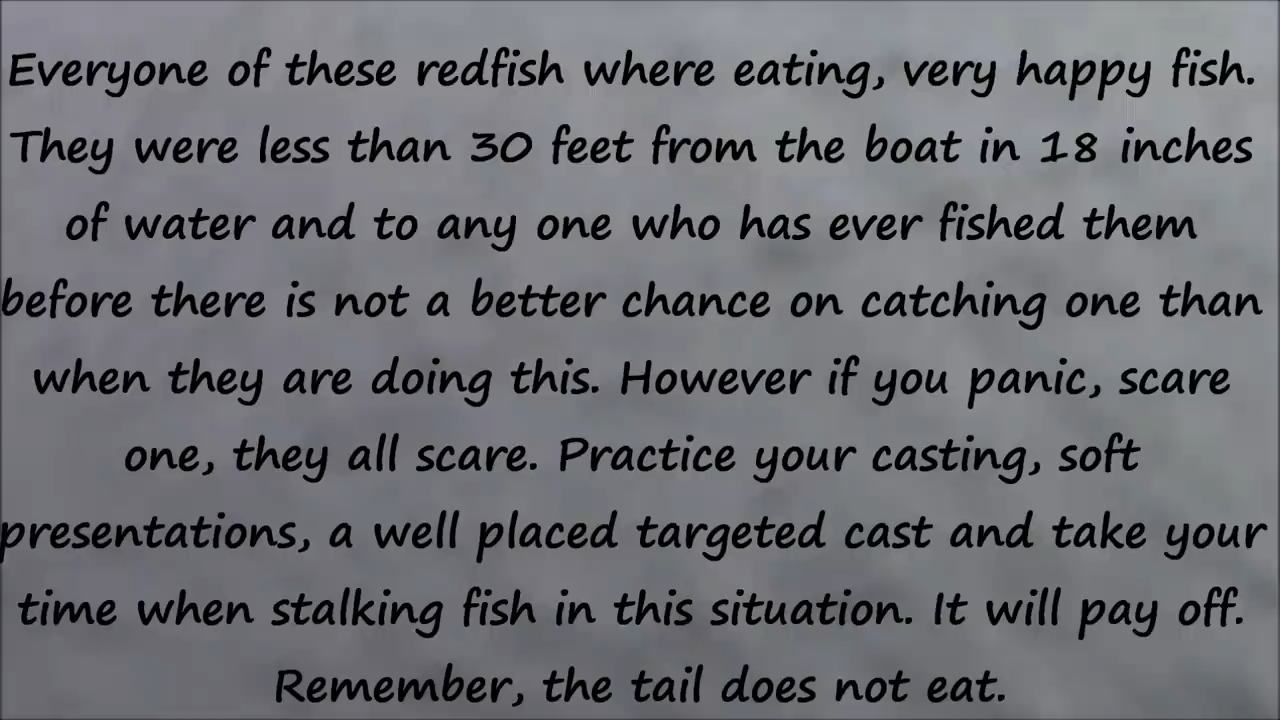 Everyone of these redfish where eating, very happy fish.
They were less than 30 feet from the boat in 18 inches
of water and to any one who has ever fished them
before there is not a better chance on catching one than
when they are doing this. However if you panic, scare
one, they all scare. Practice your casting, soft
presentations, a well placed targeted cast and take your
time when stalking fish in this situation. It will pay off.
Remember, the tail does not eat.